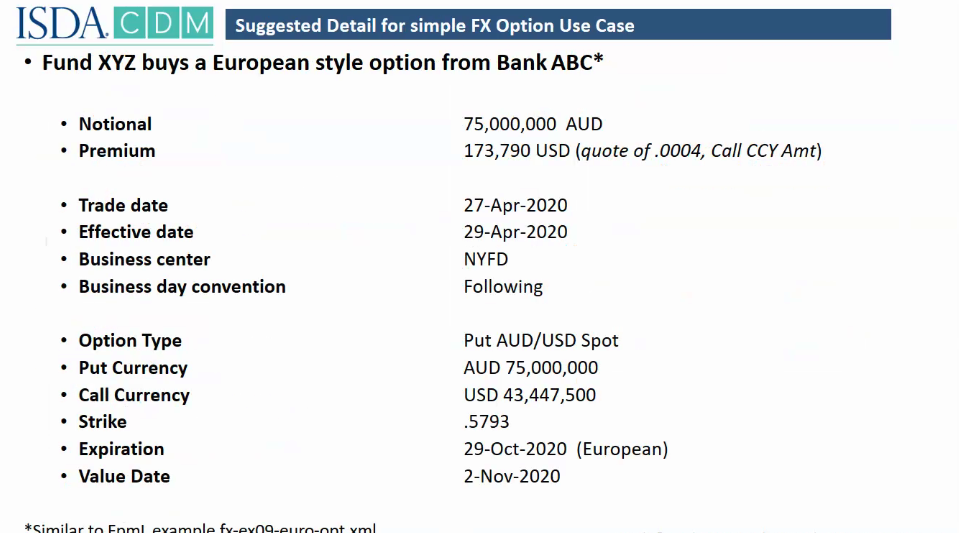 ISDA. CDM Suggested Detail for simple FX Option Use Case
• Fund XYZ buys a European style option from Bank ABC*
• Notional 75,000,000 AUD
• Premium 173,790 USD (quote of .0004, Call CCY Amt)
• Trade date 27-Apr-2020
• Effective date 29-Apr-2020
• Business center NYFD
• Business day convention Following
• Option Type Put AUD/USD Spot
• Put Currency AUD 75,000,000
• Call Currency USD 43,447,500
• Strike .5793
• Expiration 29-Oct-2020 (European)
• Value Date 2-Nov-2020
*Similar to FpML example fx-ex09-euro-opt.xml